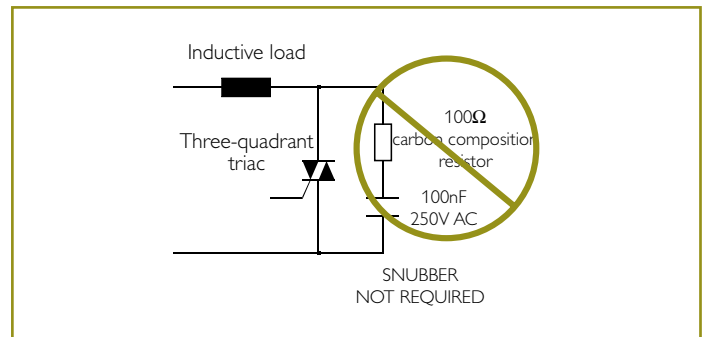 Inductive load
Three-quadrant
triac
100Ω
carbon composition
resistor
100nF
250V AC
SNUBBER
NOT REQUIRED